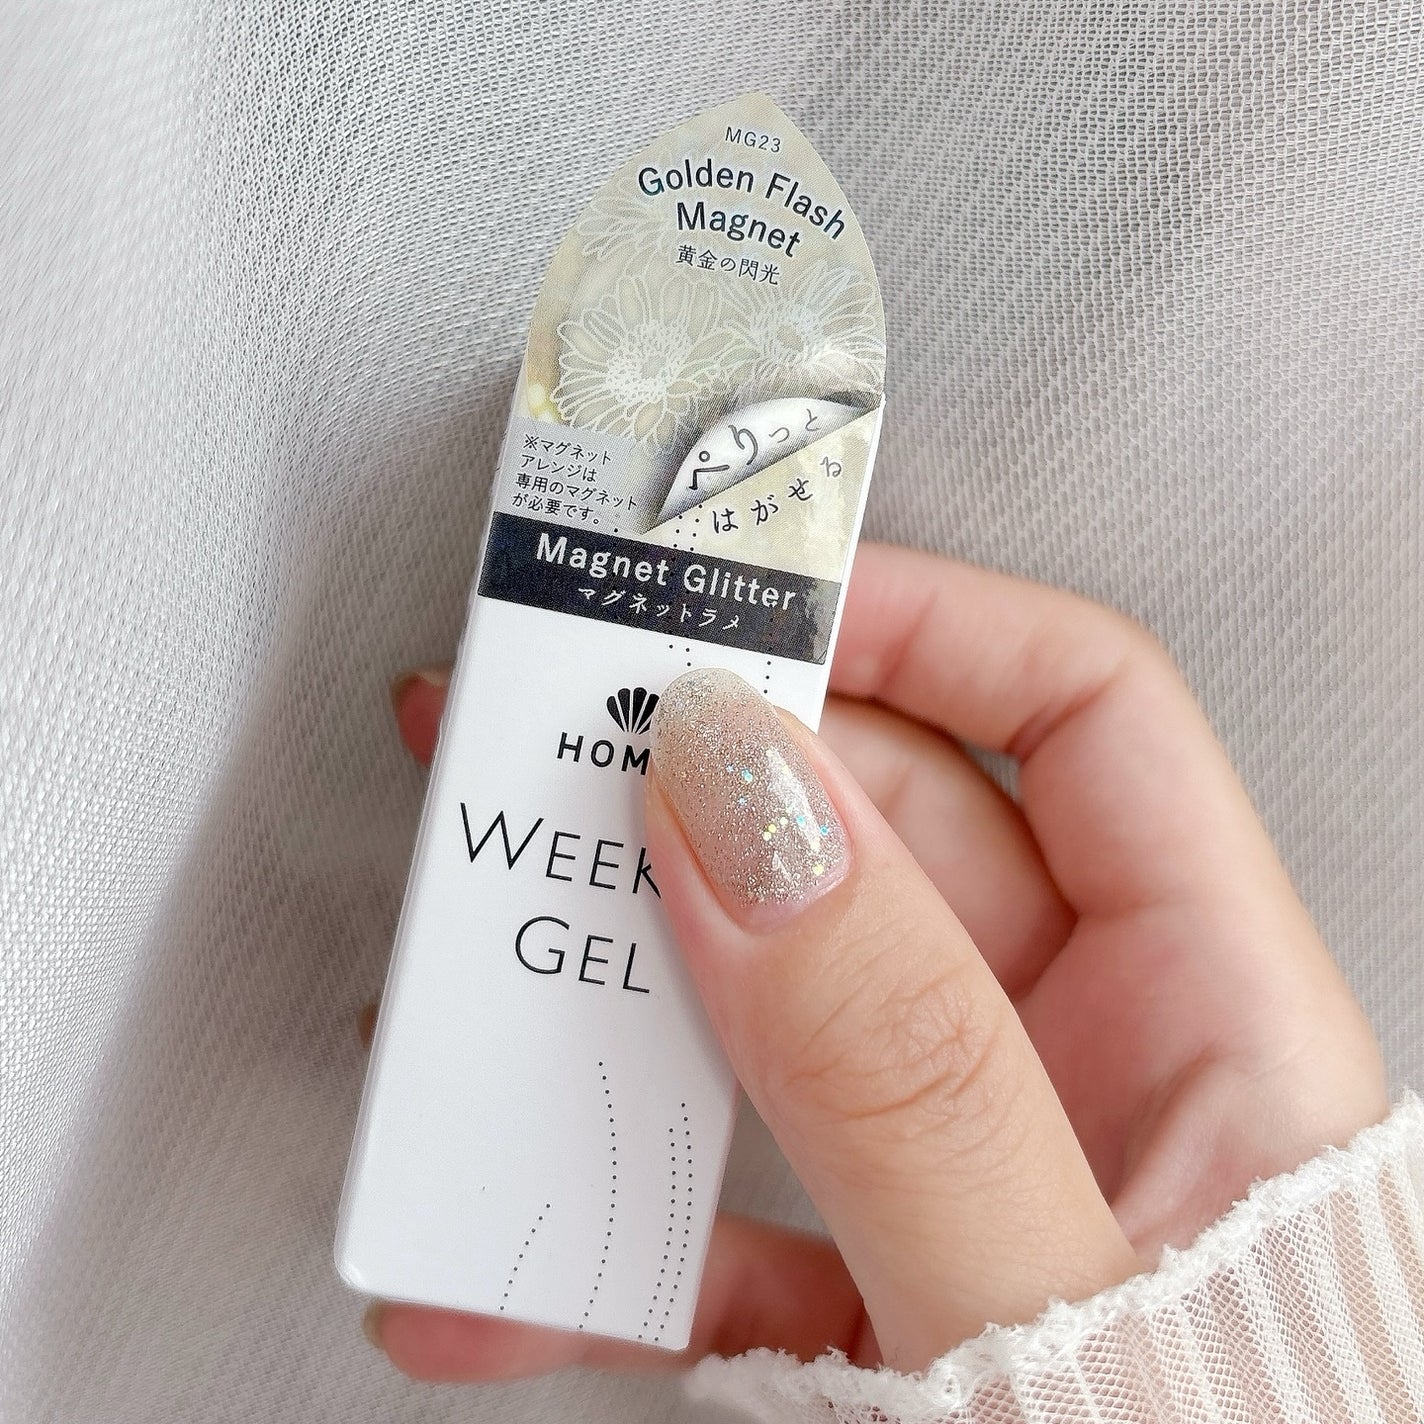 MG23
Golden Flash
Magnet
黄金の閃光
ぺりっと
はがせる
※マグネット
アレンジは
専用のマグネット
が必要です。
Magnet Glitter
マグネットラメ
HOM
WEEK
GEL